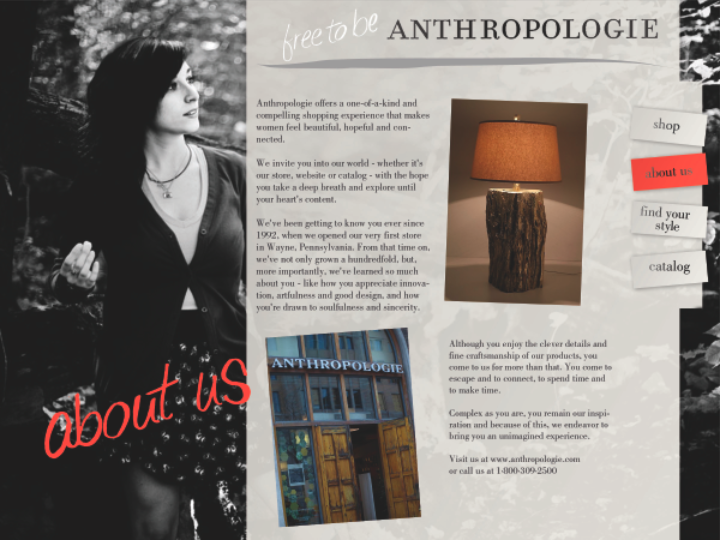 free to be ANTHROPOLOGIE
Anthropologie offers a one-of-a-kind and
compelling shopping experience that makes
women feel beautiful, hopeful and con-
nected.
We invite you into our world - whether it's
our store, website or catalog - with the hope
you take a deep breath and explore until
your heart's content.
We've been getting to know you ever since
1992, when we opened our very first store
in Wayne, Pennsylvania. From that time on,
we've not only grown a hundredfold, but,
more importantly, we've learned so much
about you - like how you appreciate innova-
tion, artfulness and good design, and how
you're drawn to soulfulness and sincerity.
shop
about us
find your
style
catalog
about us
ANTHROPOLOGIE
Although you enjoy the clever details and
fine craftsmanship of our products, you
come to us for more than that. You come to
escape and to connect, to spend time and
to make time.
Complex as you are, you remain our inspi-
ration and because of this, we endeavor to
bring you an unimagined experience.
Visit us at www.anthropologie.com
or call us at 1-800-309-2500